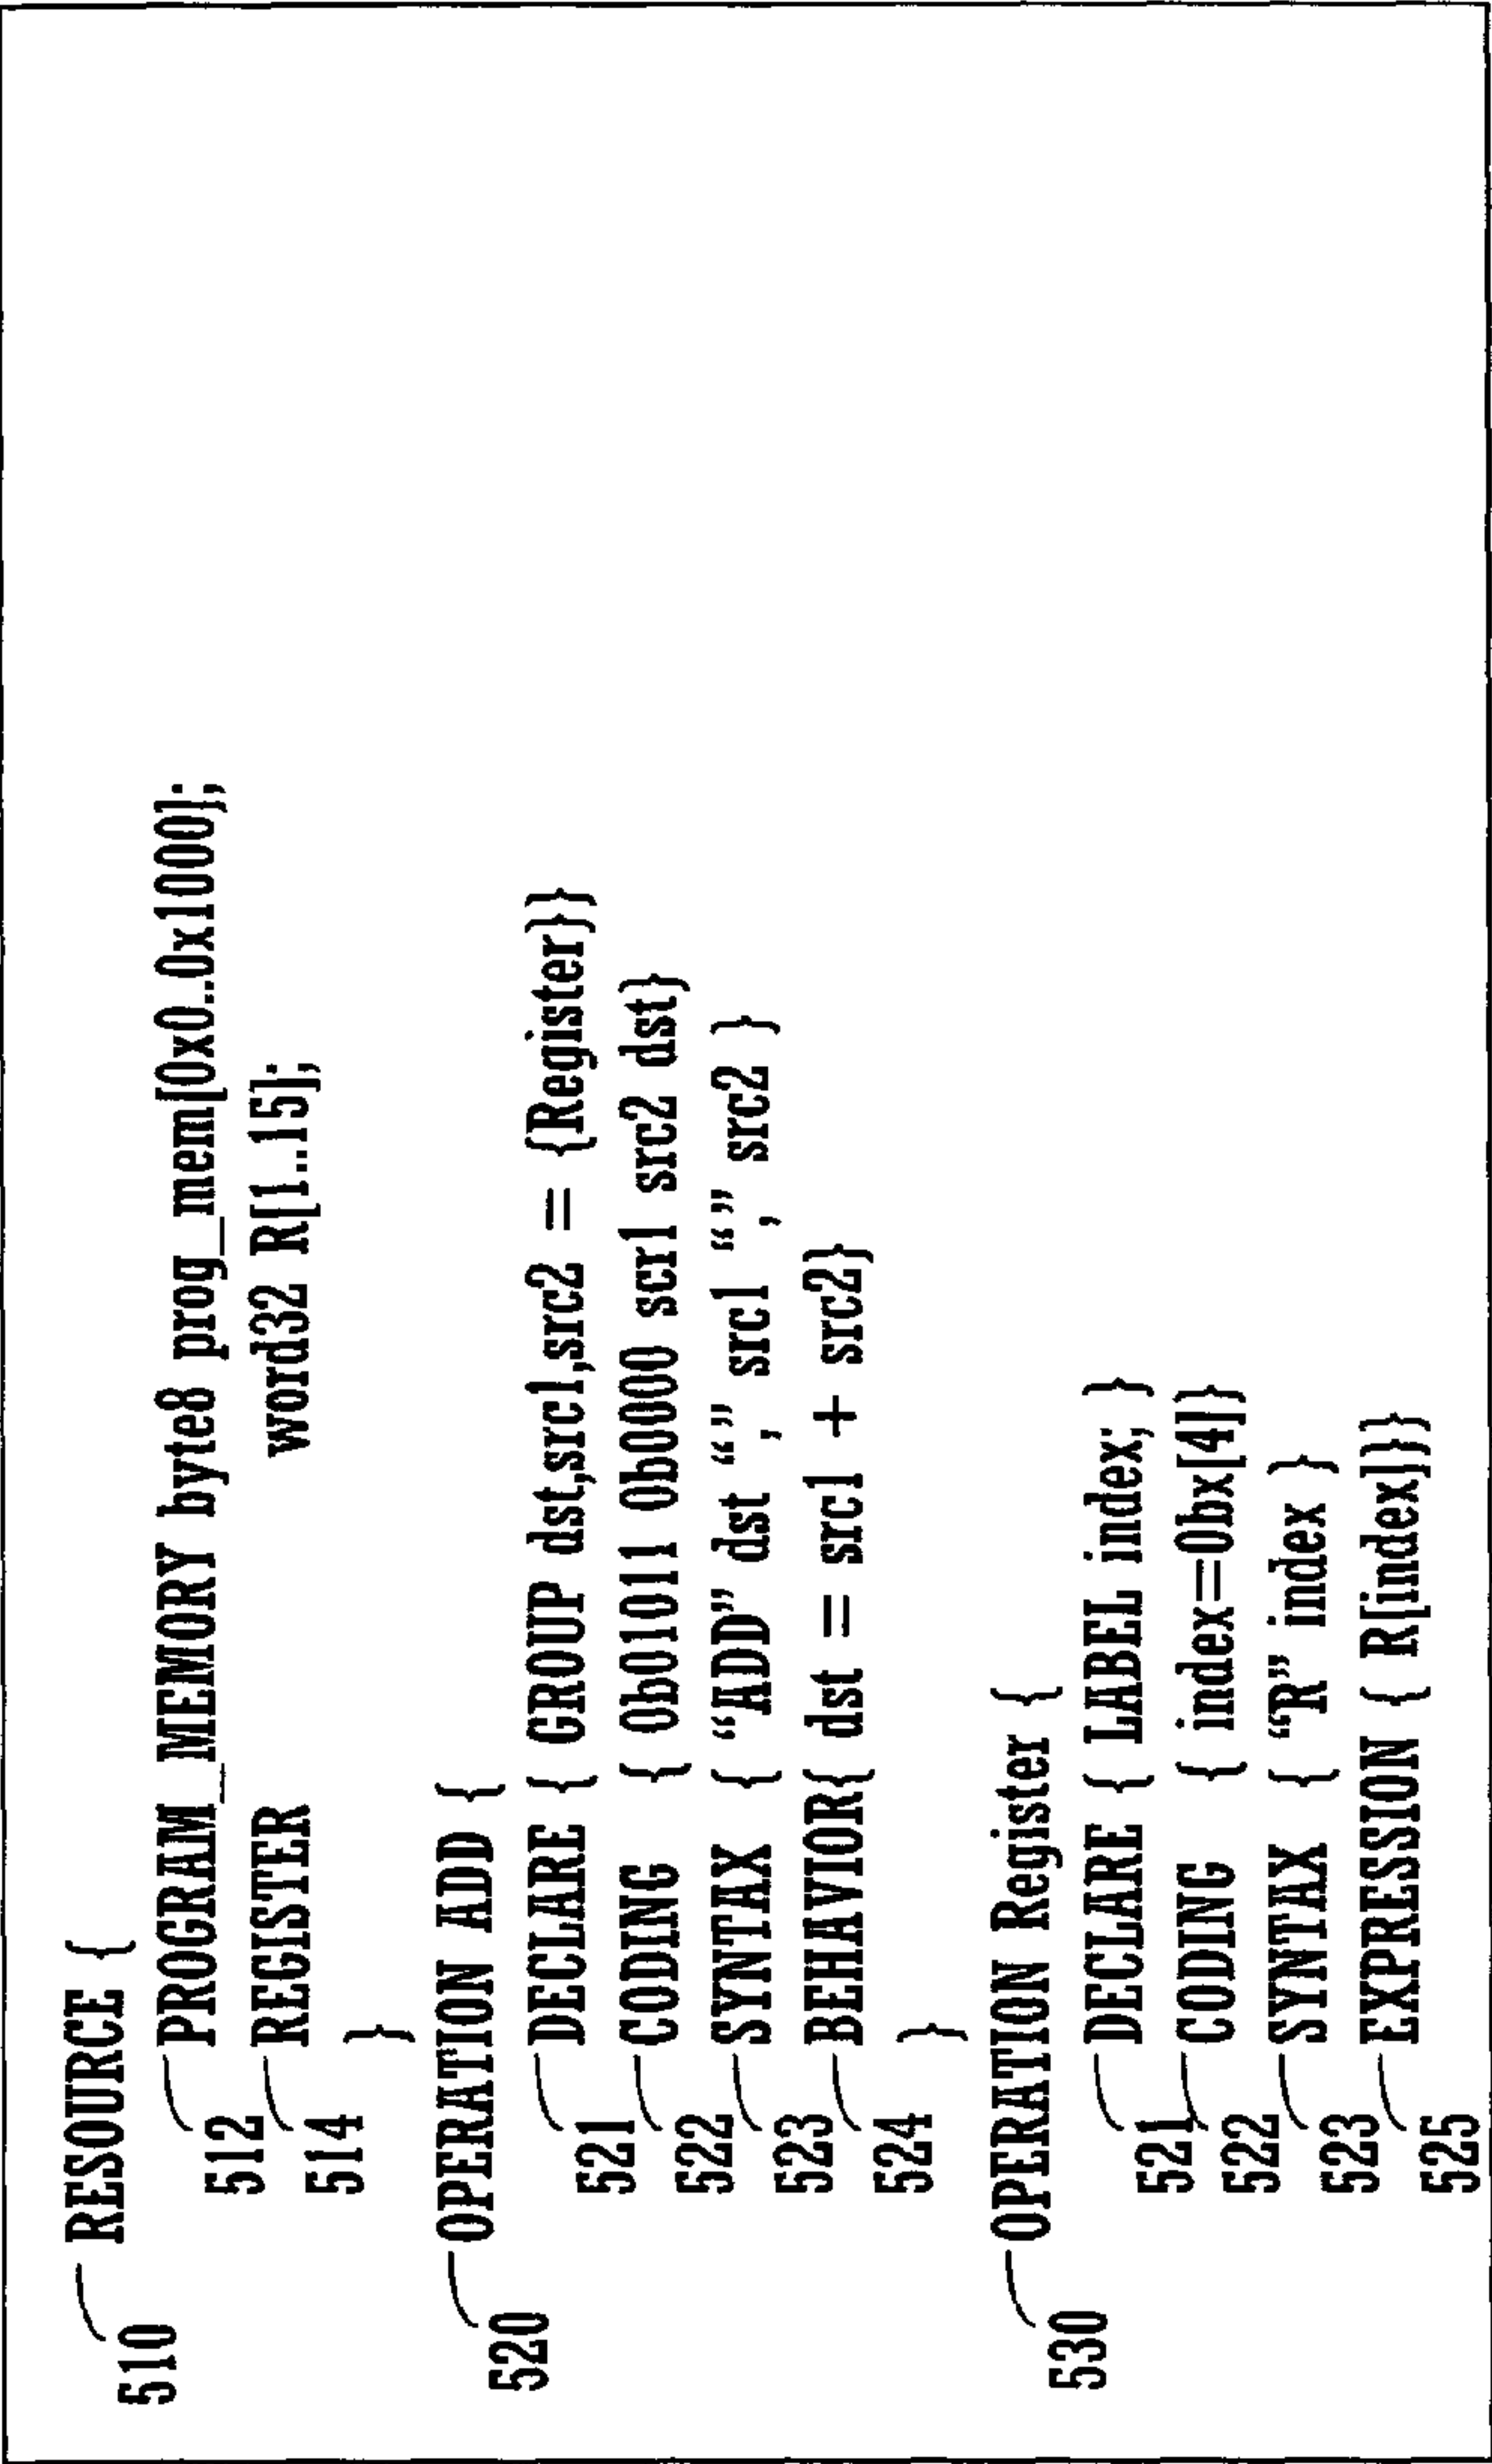 510 RESOURCE {
512 PROGRAM_MEMORY byte8 prog_mem[0x0..0x1000];
514 REGISTER word32 R[1..15];
}
520 OPERATION ADD {
521 DECLARE { GROUP dst,src1,src2 = {Register}}
522 CODING { 0b01011 0b0000 scr1 src2 dst}
523 SYNTAX { “ADD” dst “”, src1 “”, src2 }
524 BEHAVIOR{ dst = src1 + src2}
}
530 OPERATION Register {
521 DECLARE { LABEL index; }
522 CODING { index=0bx[4]}
523 SYNTAX { “R” index }
525 EXPRESSION { R[index]}}